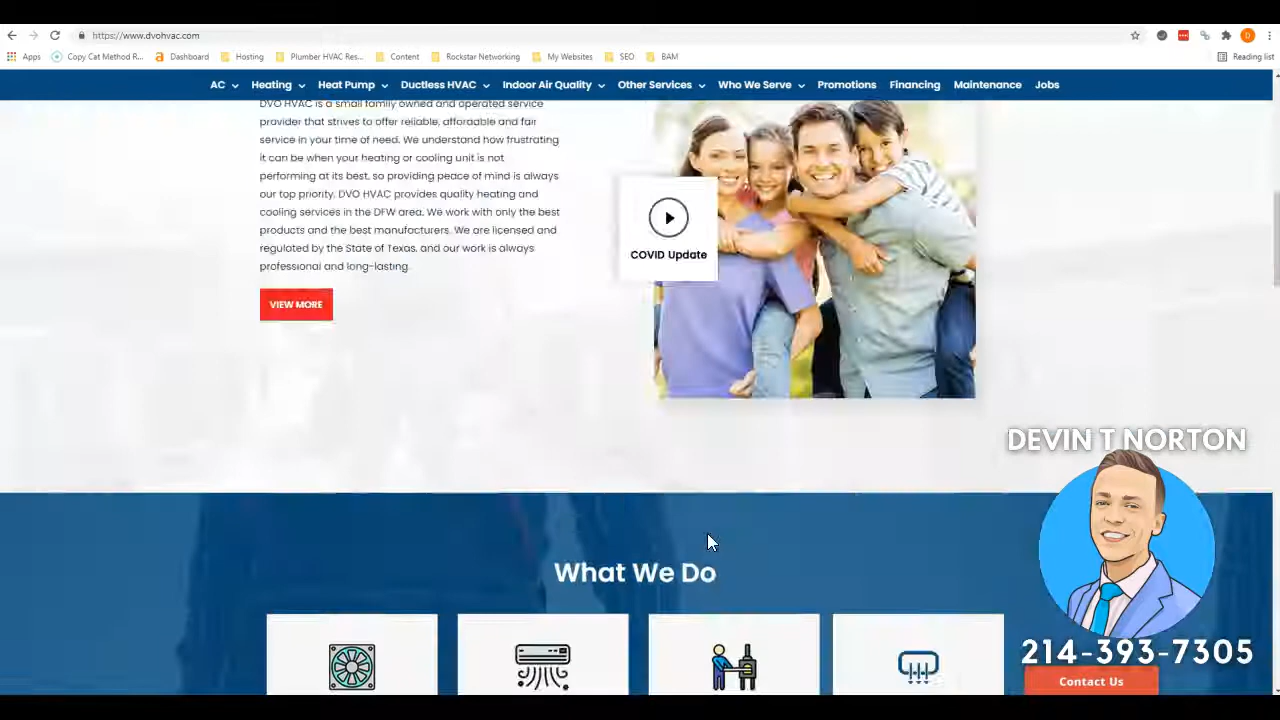 https://www.dvohvac.com
Apps Copy Cat Method R... Dashboard Hosting Plumber HVAC Res... Content Rockstar Networking My Websites SEO BAM Reading list
AC Heating Heat Pump Ductless HVAC Indoor Air Quality Other Services Who We Serve Promotions Financing Maintenance Jobs
DVO HVAC is a small family owned and operated service
provider that strives to offer reliable, affordable and fair
service in your time of need. We understand how frustrating
it can be when your heating or cooling unit is not
performing at its best, so providing peace of mind is always
our top priority. DVO HVAC provides quality heating and
cooling services in the DFW area. We work with only the best
products and the best manufacturers. We are licensed and
regulated by the State of Texas, and our work is always
professional and long-lasting.
VIEW MORE
COVID Update
DEVIN T NORTON
What We Do
214-393-7305
Contact Us